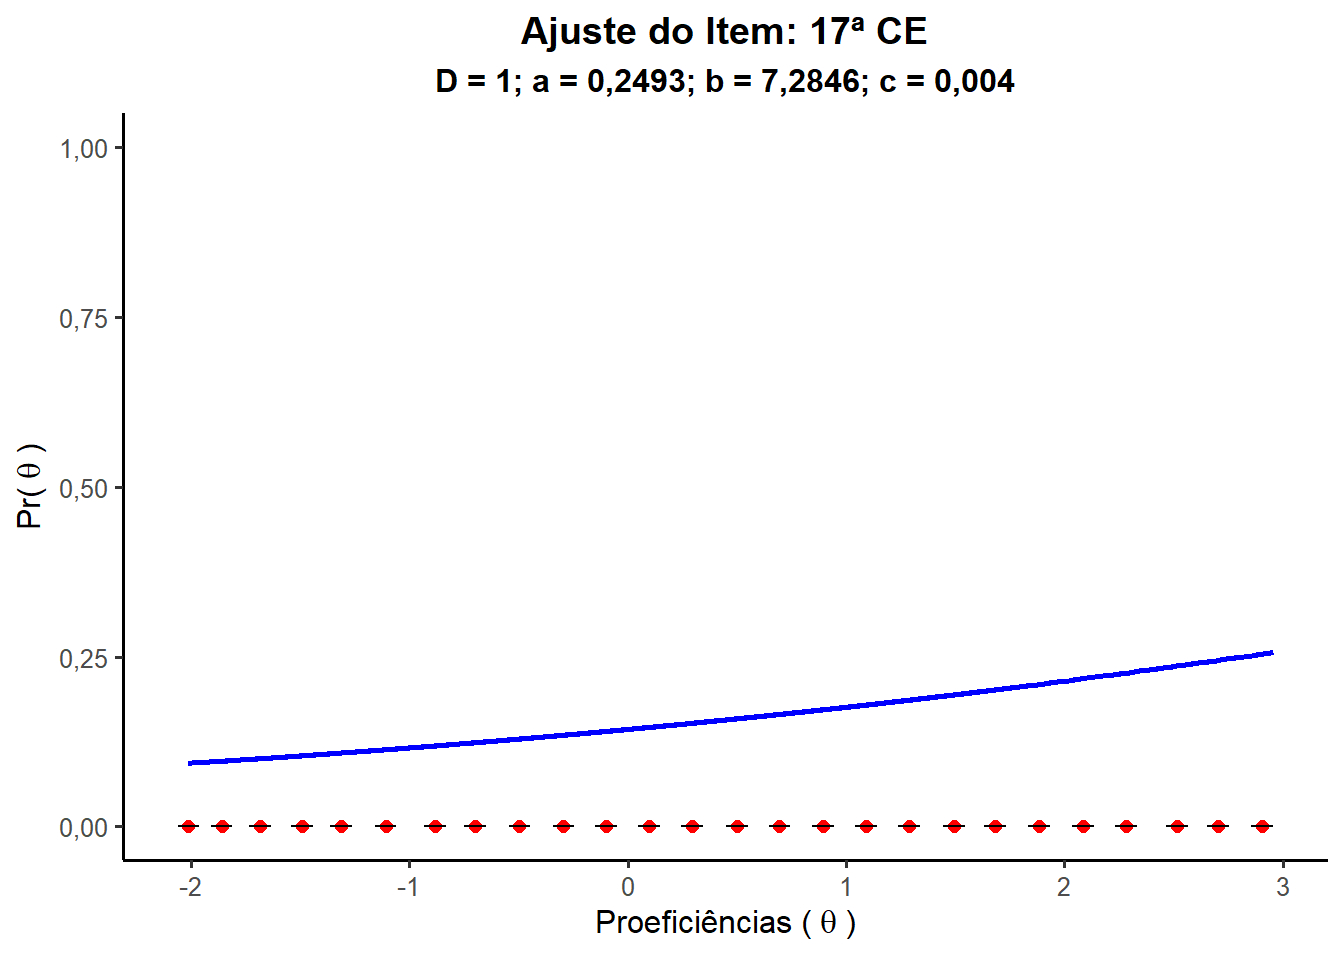 Ajuste do Item: 17ª CE
D = 1; a = 0,2493; b = 7,2846; c = 0,004
1,00
0,75
0,50
0,25
0,00
Pr( θ )
-2 -1 0 1 2 3
Proeficiências ( θ )